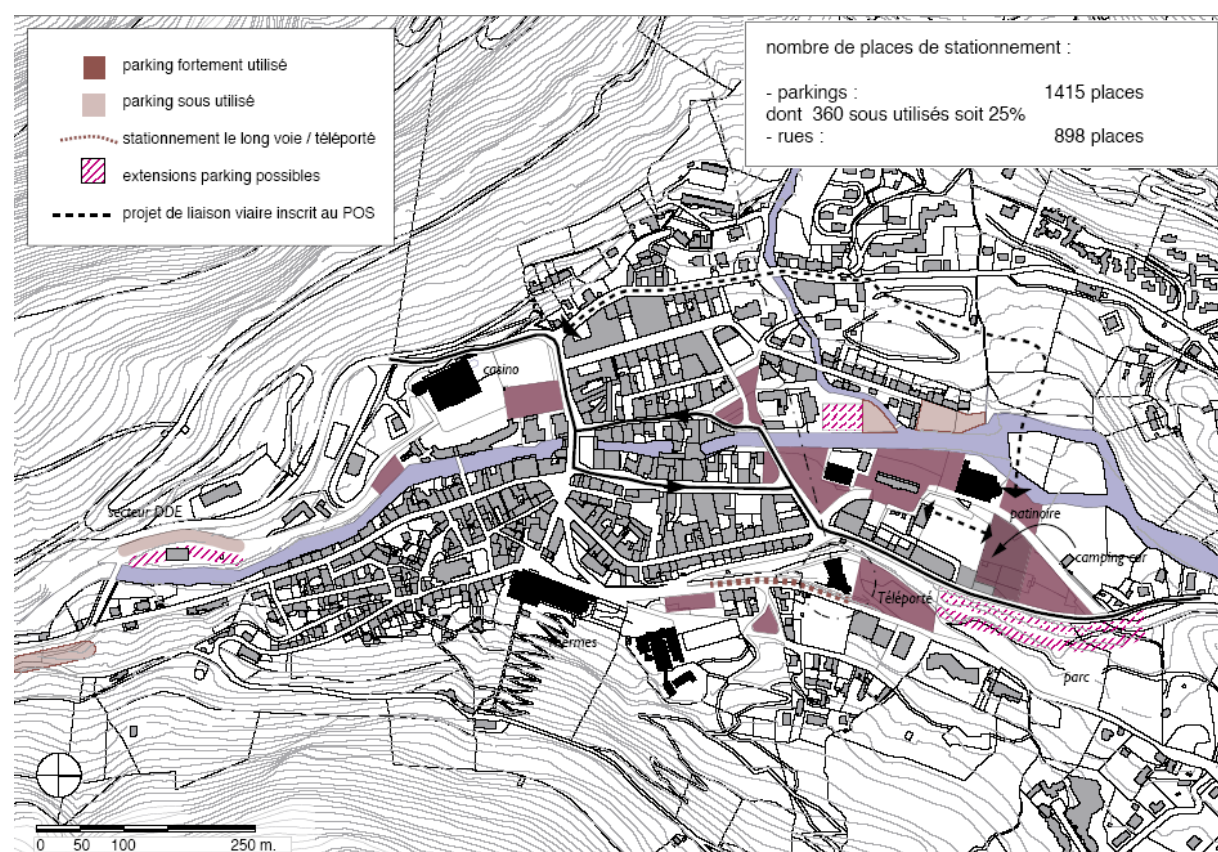 parking fortement utilisé
parking sous utilisé
stationnement le long voie / téléporté
extensions parking possibles
projet de liaison viaire inscrit au POS
nombre de places de stationnement :
- parkings : 1415 places
dont 360 sous utilisés soit 25%
- rues : 898 places
casino
secteur DDE
patinoire
camping car
Téléporté
thermes
parc
0 50 100 250 m.